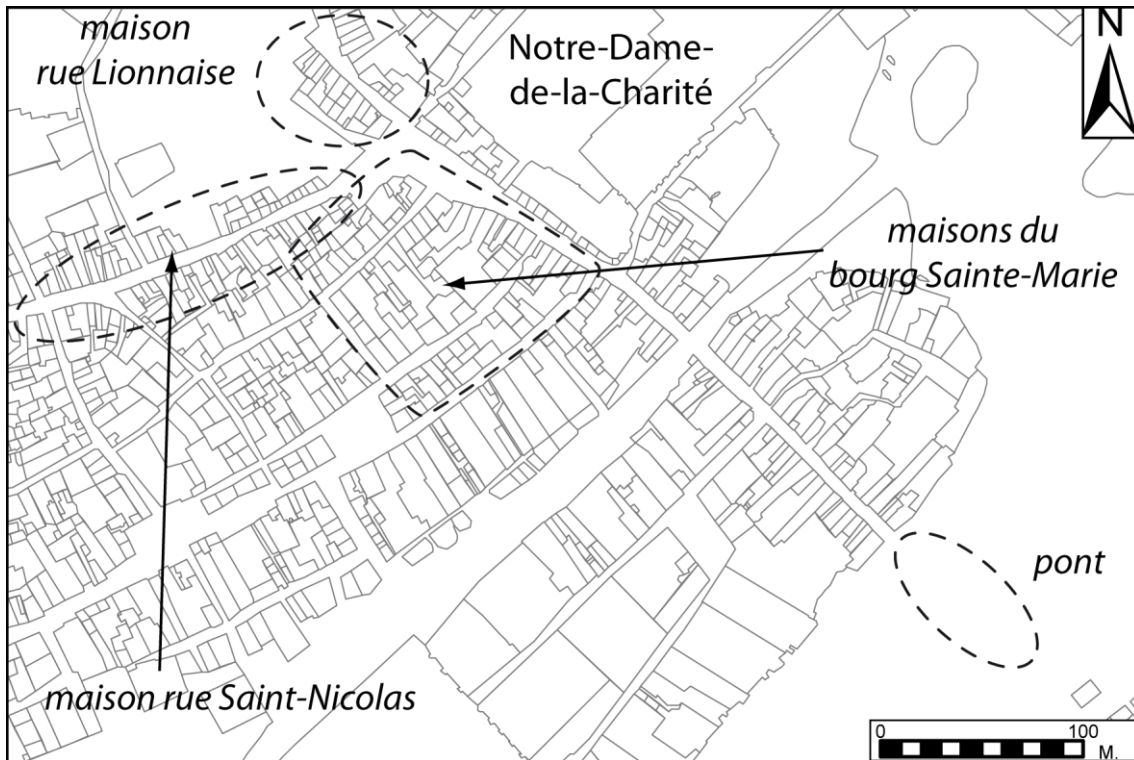 maison
rue Lionnaise
Notre-Dame-
de-la-Charité
N
maisons du
bourg Sainte-Marie
pont
maison rue Saint-Nicolas
0 100
M.